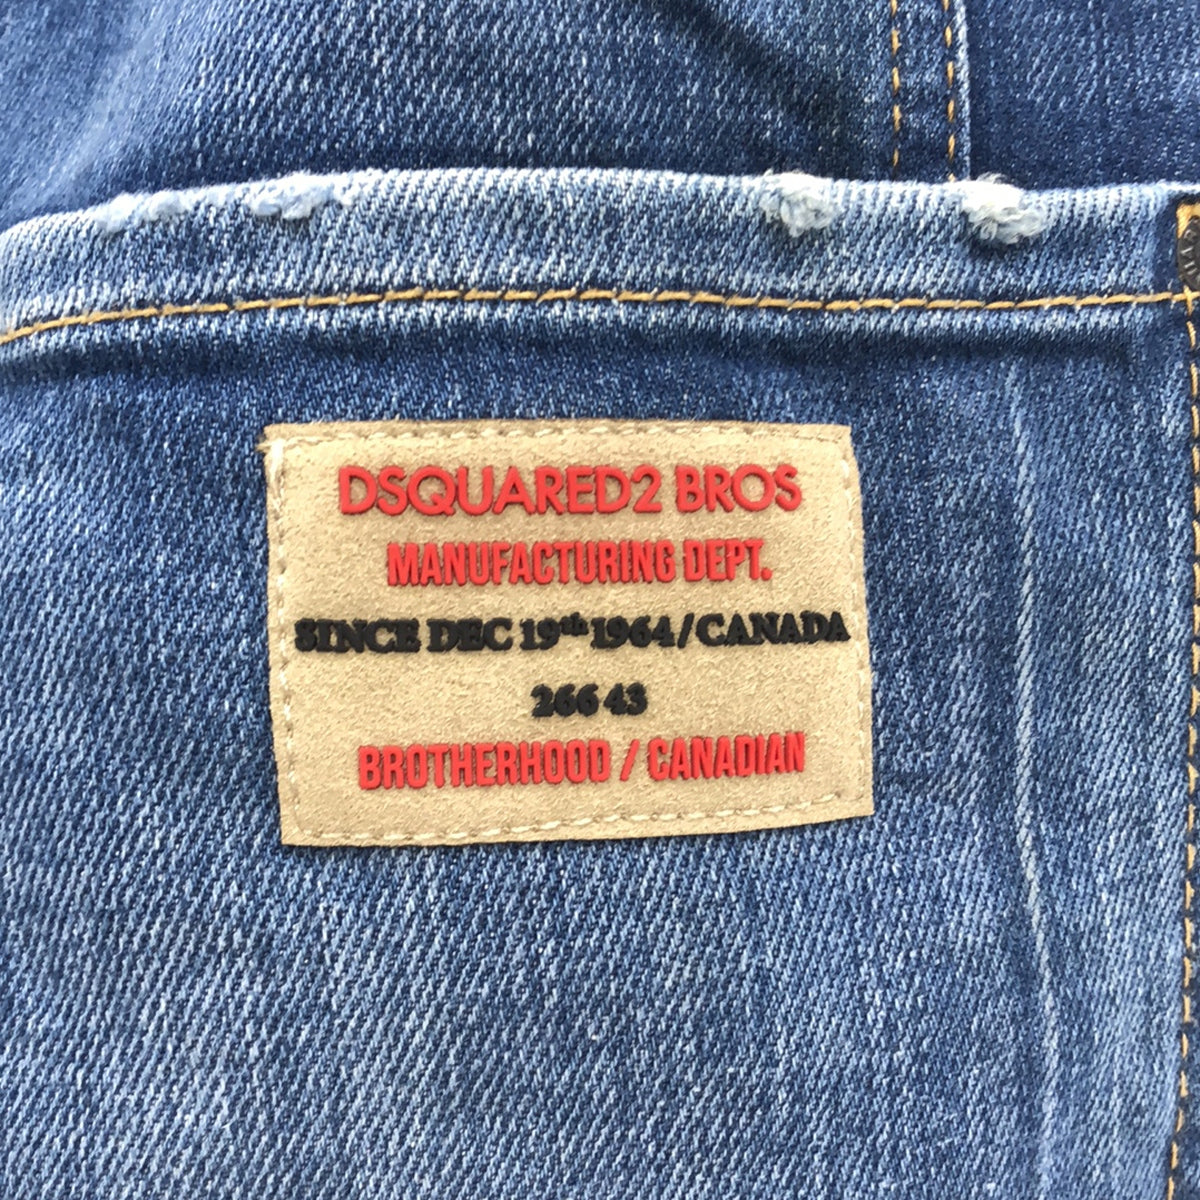 DSQUARED2 BROS
MANUFACTURING DEPT.
SINCE DEC 19th 1964/CANADA
266 43
BROTHERHOOD / CANADIAN